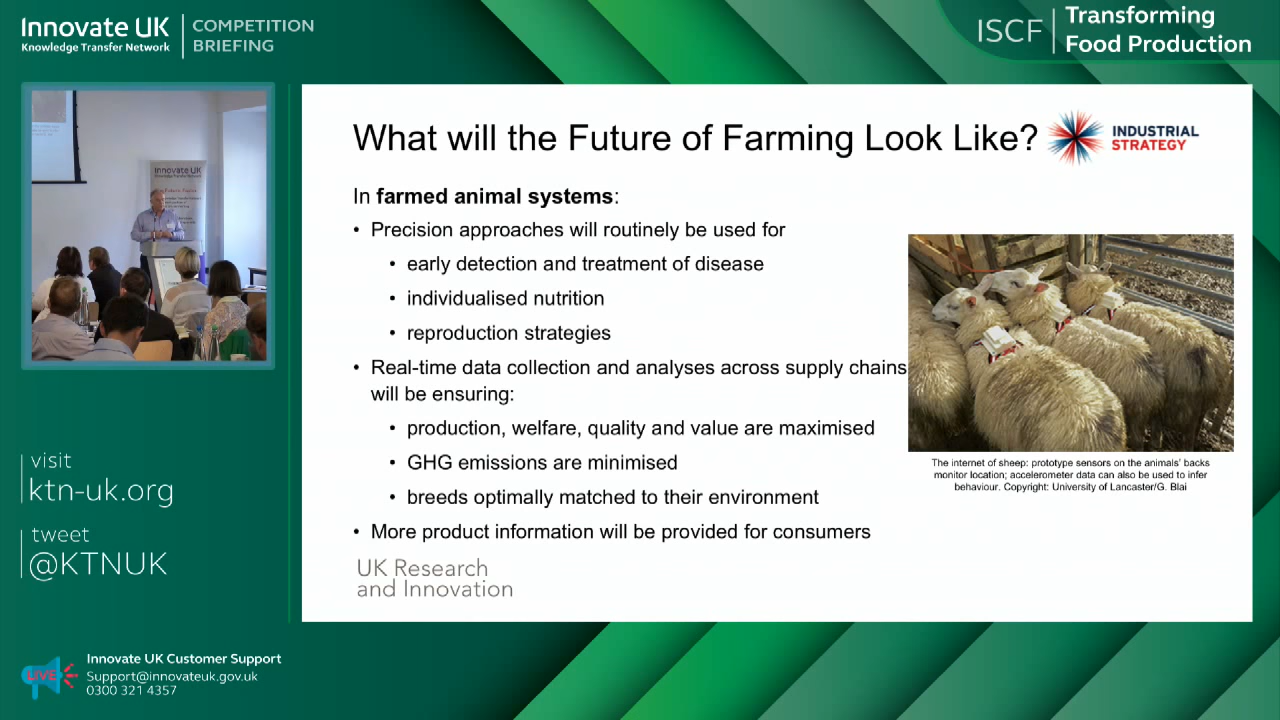 Innovate UK
Knowledge Transfer Network
COMPETITION
BRIEFING
ISCF
Transforming
Food Production
What will the Future of Farming Look Like?
INDUSTRIAL
STRATEGY
In farmed animal systems:
• Precision approaches will routinely be used for
• early detection and treatment of disease
• individualised nutrition
• reproduction strategies
• Real-time data collection and analyses across supply chains
will be ensuring:
• production, welfare, quality and value are maximised
• GHG emissions are minimised
• breeds optimally matched to their environment
• More product information will be provided for consumers
The internet of sheep: prototype sensors on the animals' backs
monitor location; accelerometer data can also be used to infer
behaviour. Copyright: University of Lancaster/G. Blai
UK Research
and Innovation
Innovate UK
visit
ktn-uk.org
tweet
@KTNUK
LIVE
Innovate UK Customer Support
Support@innovateuk.gov.uk
0300 321 4357